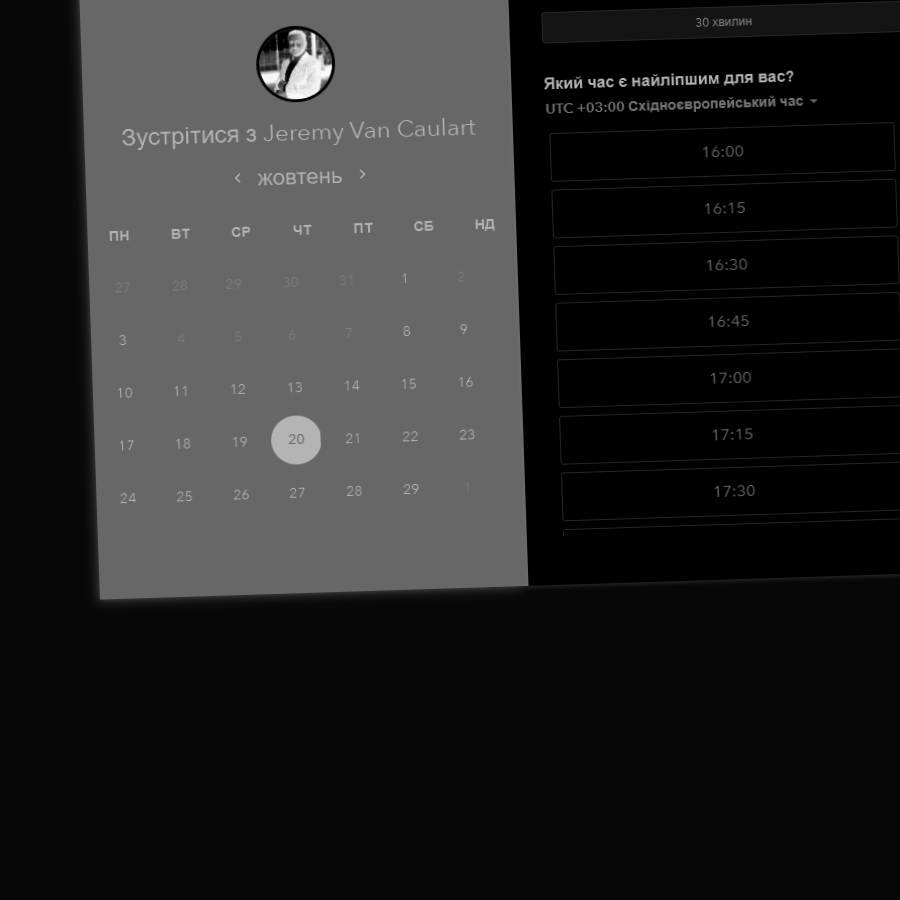 Зустрітися з Jeremy Van Caulart
‹ жовтень ›
ПН ВТ СР ЧТ ПТ СБ НД
27 28 29 30 31 1 2
3 4 5 6 7 8 9
10 11 12 13 14 15 16
17 18 19 20 21 22 23
24 25 26 27 28 29 1
30 хвилин
Який час є найліпшим для вас?
UTC +03:00 Східноєвропейський час
16:00
16:15
16:30
16:45
17:00
17:15
17:30